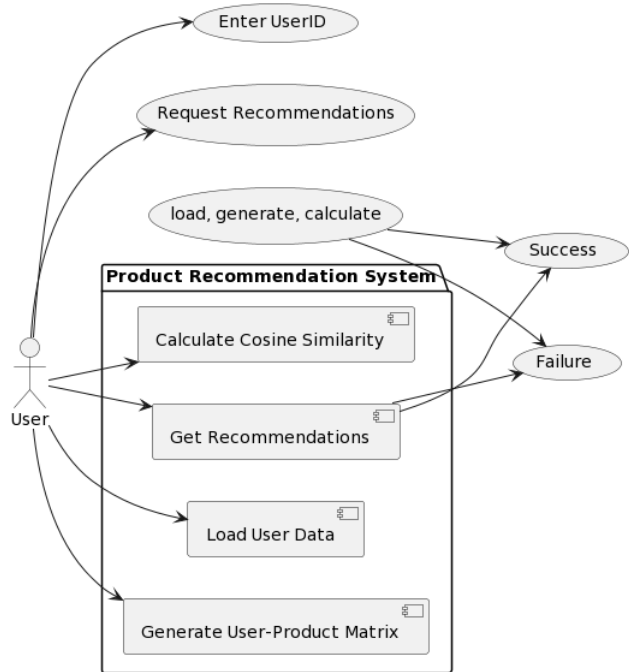 Enter UserID
Request Recommendations
load, generate, calculate
Success
Product Recommendation System
Calculate Cosine Similarity
Failure
User
Get Recommendations
Load User Data
Generate User-Product Matrix